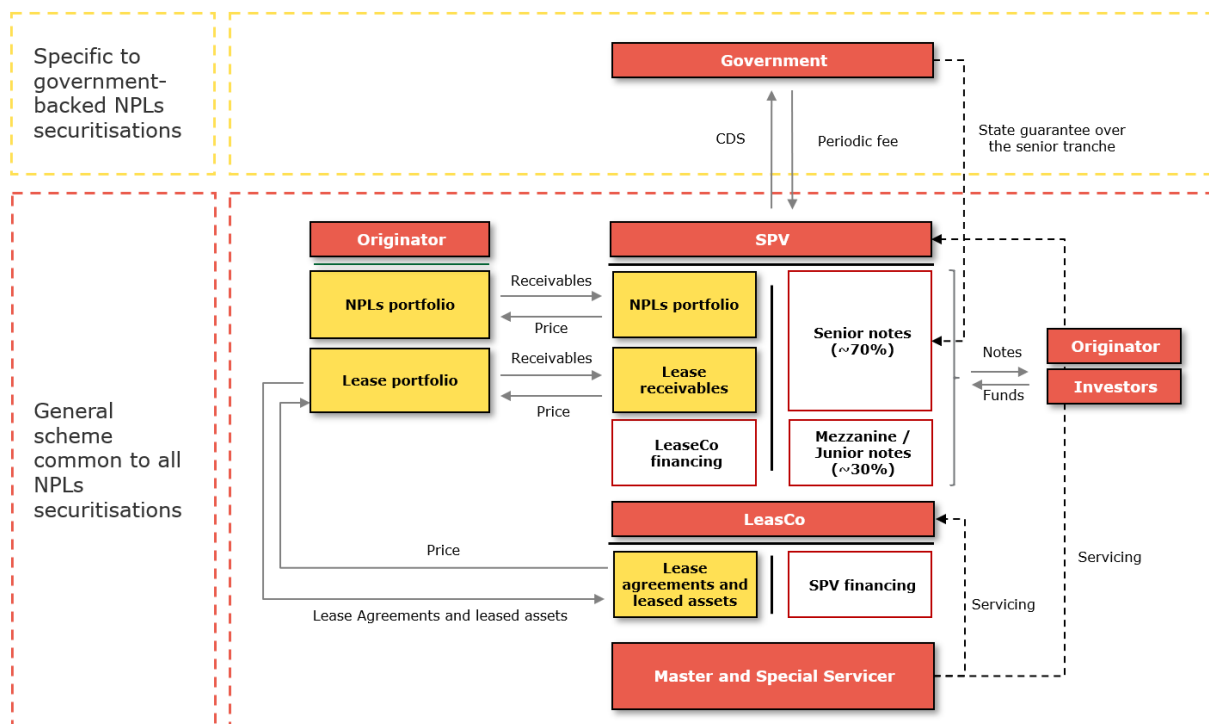 Specific to
government-
backed NPLs
securitisations
Government
CDS
Periodic fee
State guarantee over
the senior tranche
General
scheme
common to all
NPLs
securitisations
Originator
SPV
NPLs portfolio
Receivables
Price
NPLs portfolio
Senior notes
(~70%)
Lease portfolio
Receivables
Price
Lease
receivables
Notes
Funds
Originator
Investors
LeaseCo
financing
Mezzanine /
Junior notes
(~30%)
LeasCo
Price
Lease Agreements and leased assets
Lease
agreements and
leased assets
SPV financing
Servicing
Servicing
Master and Special Servicer